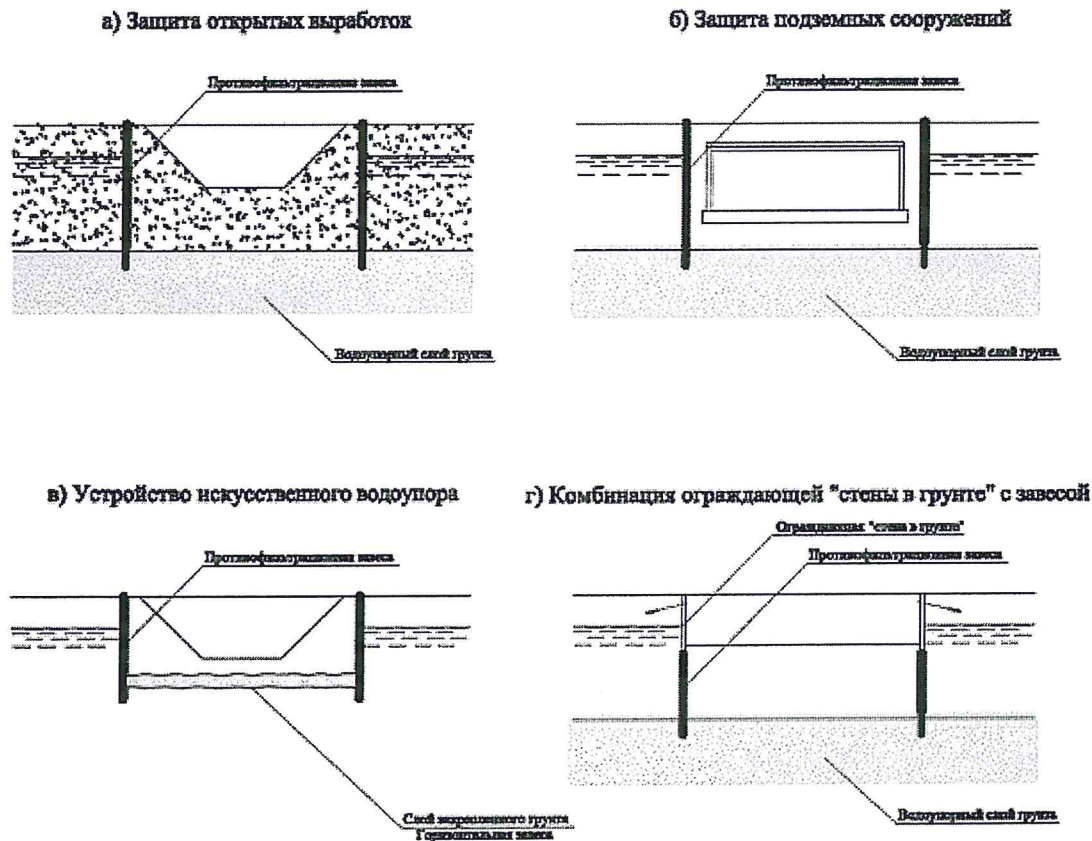 а) Защита открытых выработок
б) Защита подземных сооружений
Противофильтрационная завеса
Противофильтрационная завеса
Водоупорный слой грунта
Водоупорный слой грунта
в) Устройство искусственного водоупора
г) Комбинация ограждающей "стены в грунте" с завесой
Ограждающая "стена в грунте"
Противофильтрационная завеса
Противофильтрационная завеса
Слой закрепленного грунта
Горизонтальная завеса
Водоупорный слой грунта